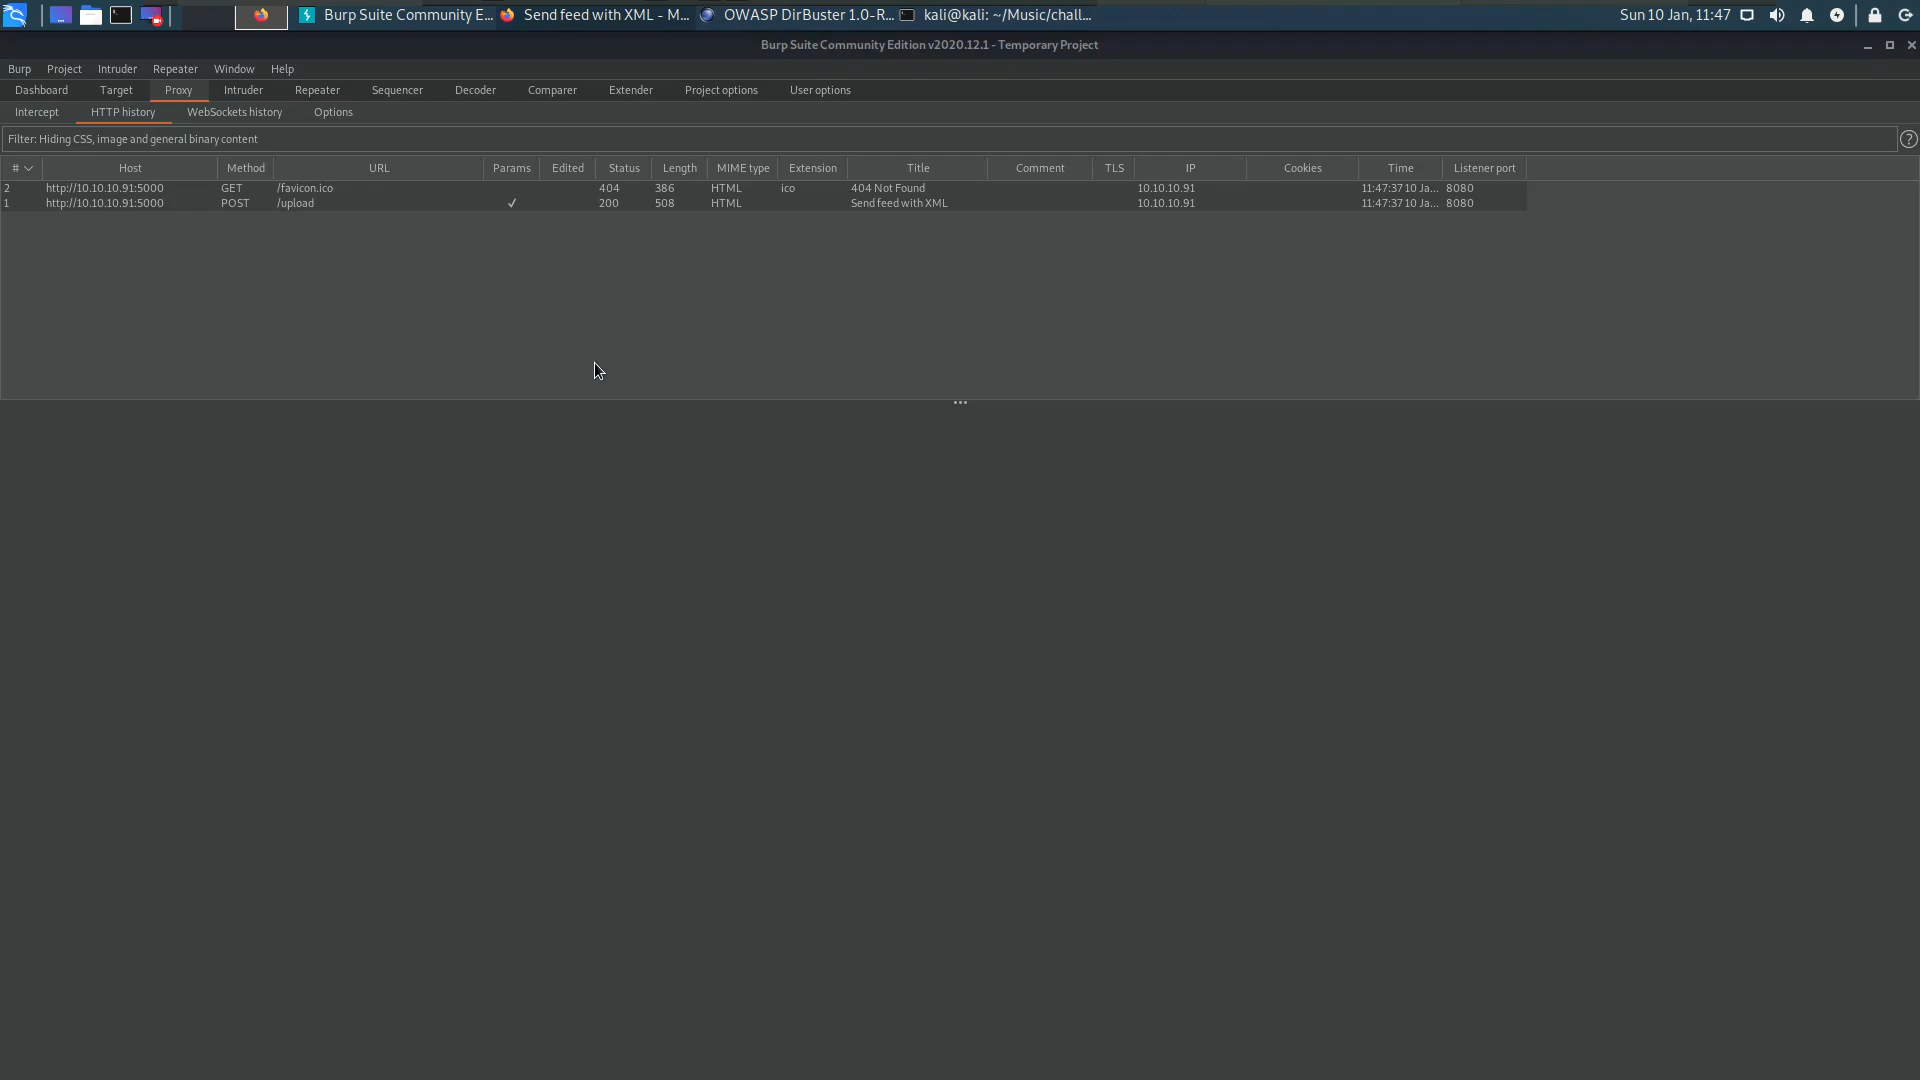 Burp Suite Community E... Send feed with XML - M... OWASP DirBuster 1.0-R... kali@kali: ~/Music/chall... Sun 10 Jan, 11:47
Burp Suite Community Edition v2020.12.1 - Temporary Project
Burp Project Intruder Repeater Window Help
Dashboard Target Proxy Intruder Repeater Sequencer Decoder Comparer Extender Project options User options
Intercept HTTP history WebSockets history Options
Filter: Hiding CSS, image and general binary content ?
# Host Method URL Params Edited Status Length MIME type Extension Title Comment TLS IP Cookies Time Listener port
2 http://10.10.10.91:5000 GET /favicon.ico 404 386 HTML ico 404 Not Found 10.10.10.91 11:47:37 10 Ja... 8080
1 http://10.10.10.91:5000 POST /upload ✓ 200 508 HTML Send feed with XML 10.10.10.91 11:47:37 10 Ja... 8080